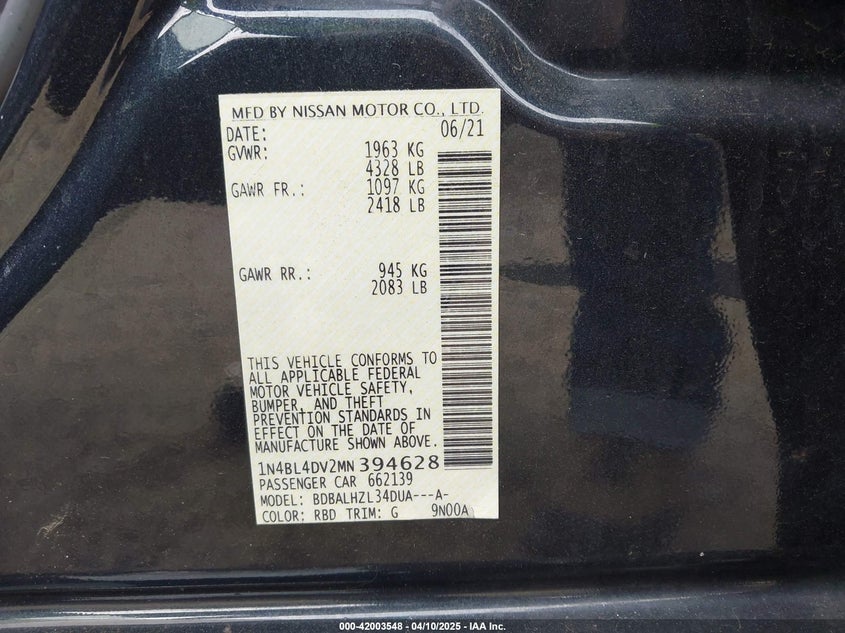 MFD BY NISSAN MOTOR CO., LTD.
DATE: 06/21
GVWR: 1963 KG
4328 LB
GAWR FR.: 1097 KG
2418 LB
GAWR RR.: 945 KG
2083 LB
THIS VEHICLE CONFORMS TO
ALL APPLICABLE FEDERAL
MOTOR VEHICLE SAFETY,
BUMPER, AND THEFT
PREVENTION STANDARDS IN
EFFECT ON THE DATE OF
MANUFACTURE SHOWN ABOVE.
1N4BL4DV2MN394628
PASSENGER CAR 662139
MODEL: BDBALHZL34DUA---A-
COLOR: RBD TRIM: G 9N00A
000-42003548 - 04/10/2025 - IAA Inc.